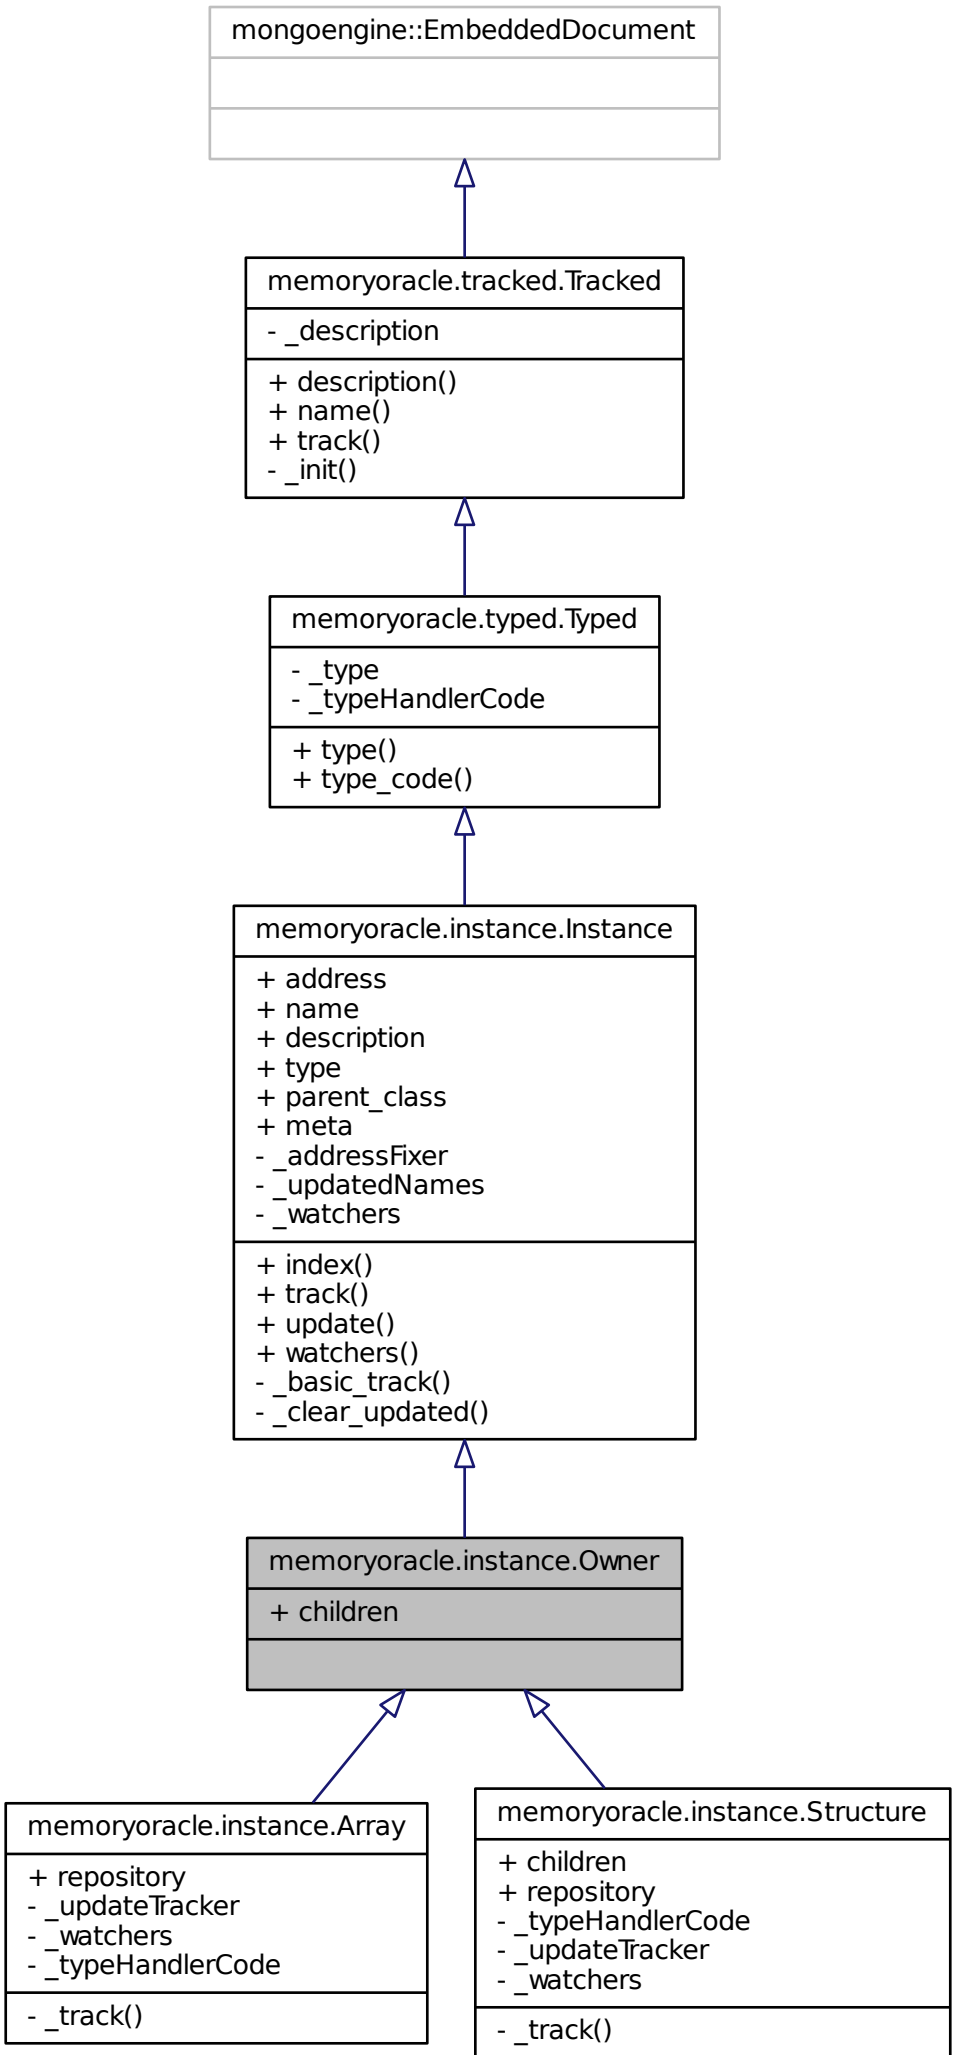 mongoengine::EmbeddedDocument
memoryoracle.tracked.Tracked
- _description
+ description()
+ name()
+ track()
- _init()
memoryoracle.typed.Typed
- _type
- _typeHandlerCode
+ type()
+ type_code()
memoryoracle.instance.Instance
+ address
+ name
+ description
+ type
+ parent_class
+ meta
- _addressFixer
- _updatedNames
- _watchers
+ index()
+ track()
+ update()
+ watchers()
- _basic_track()
- _clear_updated()
memoryoracle.instance.Owner
+ children
memoryoracle.instance.Array
+ repository
- _updateTracker
- _watchers
- _typeHandlerCode
- _track()
memoryoracle.instance.Structure
+ children
+ repository
- _typeHandlerCode
- _updateTracker
- _watchers
- _track()